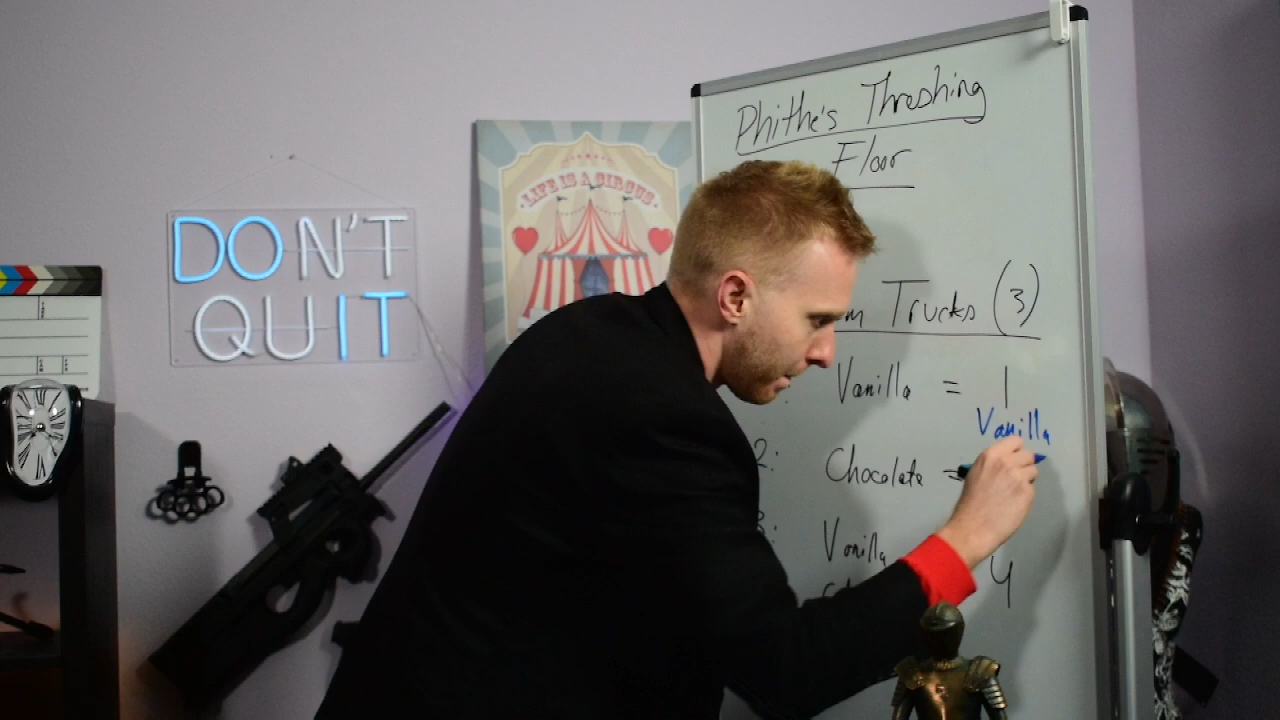 DON'T
QUIT
LIFE IS A CIRCUS
Phithe's Threshing
Floor
Trucks (3)
Vanilla = 1
Vanilla
2: Chocolate =
3: Vanilla
4